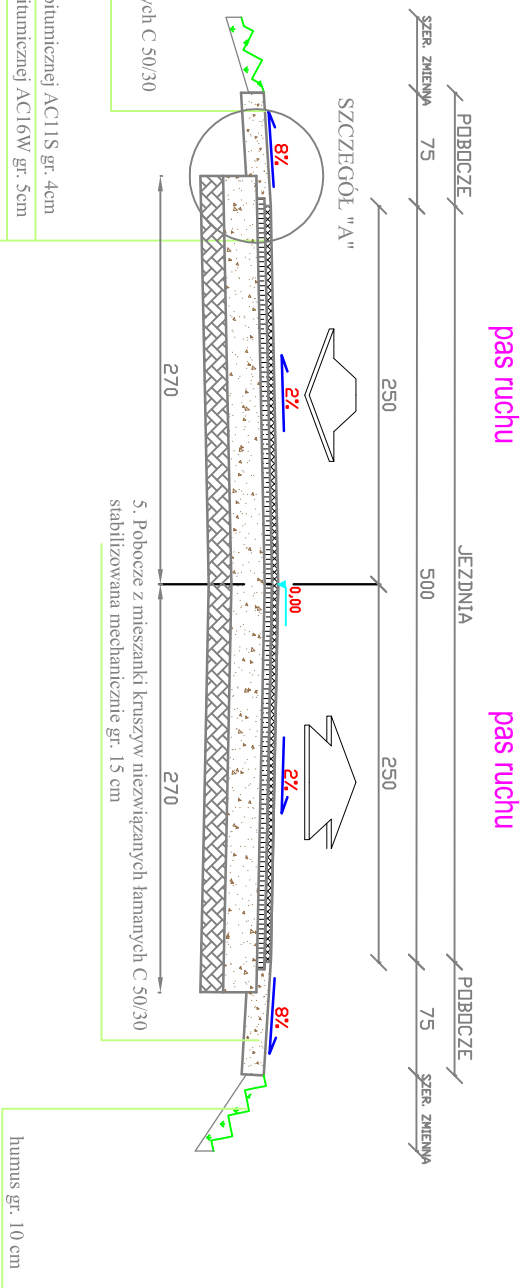 pas ruchu
pas ruchu
POBOCZE
JEZDNIA
POBOCZE
SZER. ZMIENNA
75
500
75
SZER. ZMIENNA
250
250
SZCZEGÓŁ "A"
8%
2%
0.00
2%
8%
270
270
5. Pobocze z mieszanki kruszyw niezwiązanych łamanych C 50/30
stabilizowana mechanicznie gr. 15 cm
ych C 50/30
bitumicznej AC11S gr. 4cm
itumicznej AC16W gr. 5cm
humus gr. 10 cm